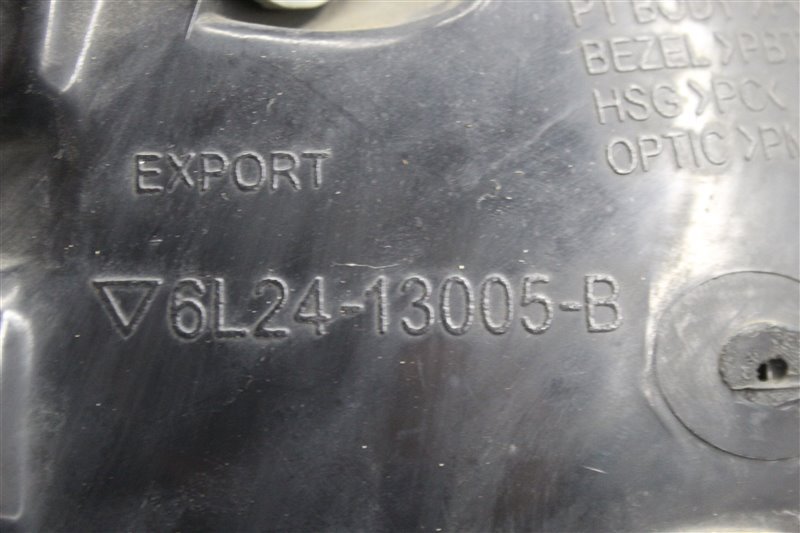 BEZEL >PBT
HSG >PC<
OPTIC >PM
EXPORT
▽6L24-13005-B